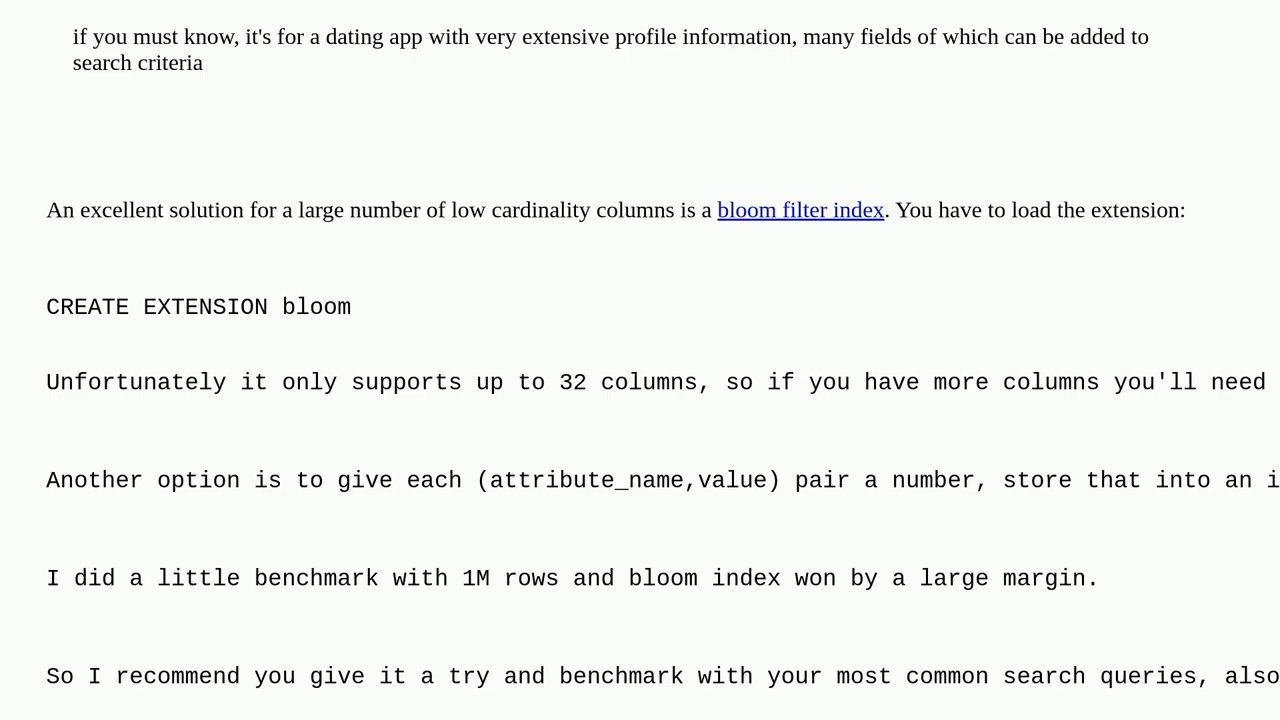 if you must know, it's for a dating app with very extensive profile information, many fields of which can be added to
search criteria
An excellent solution for a large number of low cardinality columns is a bloom filter index. You have to load the extension:
CREATE EXTENSION bloom
Unfortunately it only supports up to 32 columns, so if you have more columns you'll need
Another option is to give each (attribute_name,value) pair a number, store that into an i
I did a little benchmark with 1M rows and bloom index won by a large margin.
So I recommend you give it a try and benchmark with your most common search queries, also